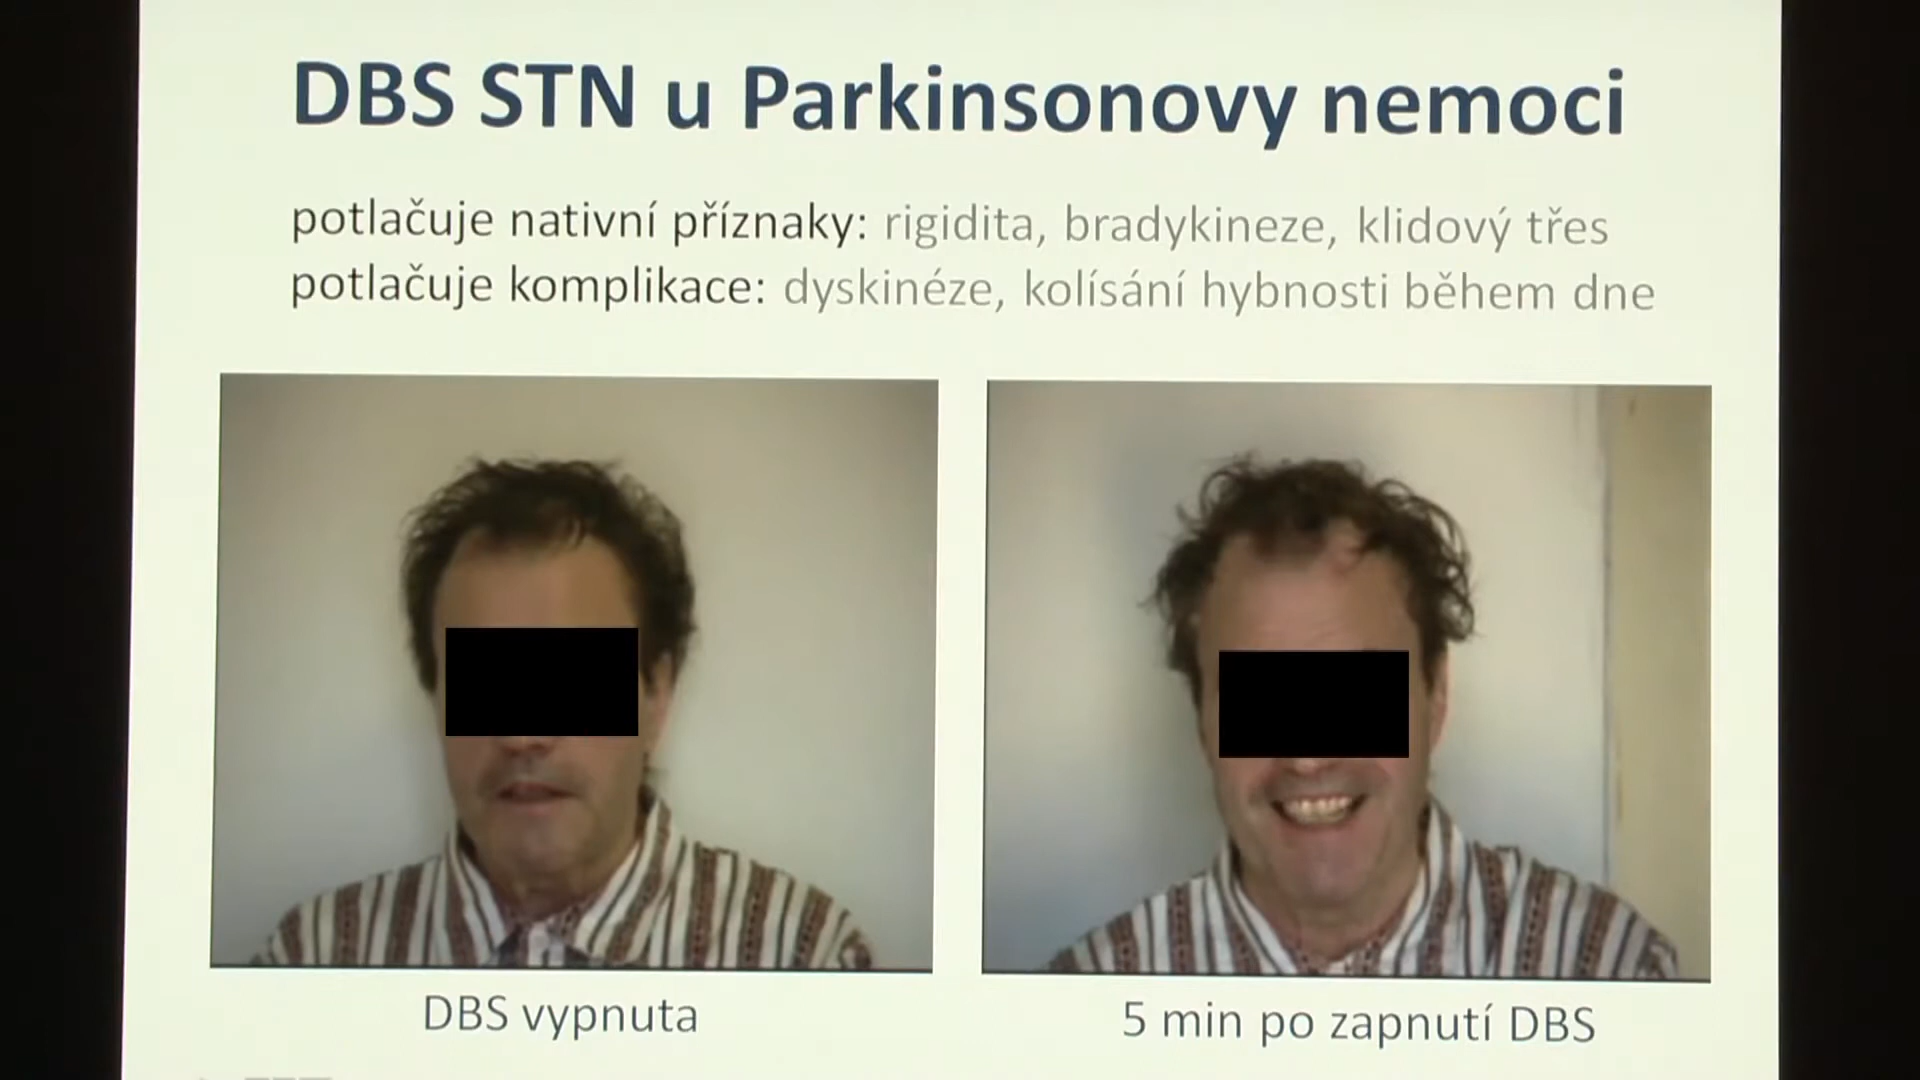 DBS STN u Parkinsonovy nemoci
potlačuje nativní příznaky: rigidita, bradykineze, klidový třes
potlačuje komplikace: dyskinéze, kolísání hybnosti během dne
DBS vypnuta
5 min po zapnutí DBS